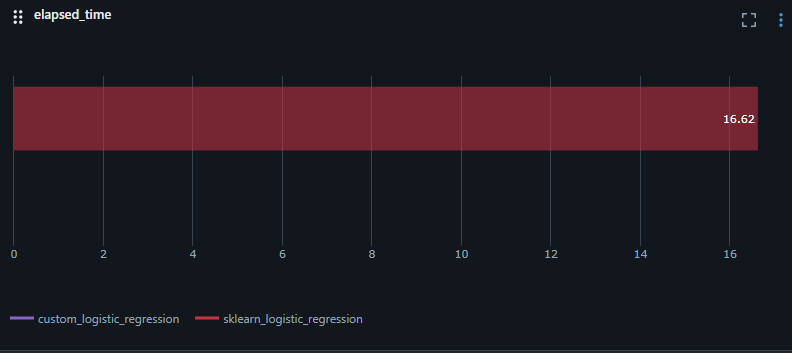 elapsed_time
16.62
0 2 4 6 8 10 12 14 16
custom_logistic_regression sklearn_logistic_regression